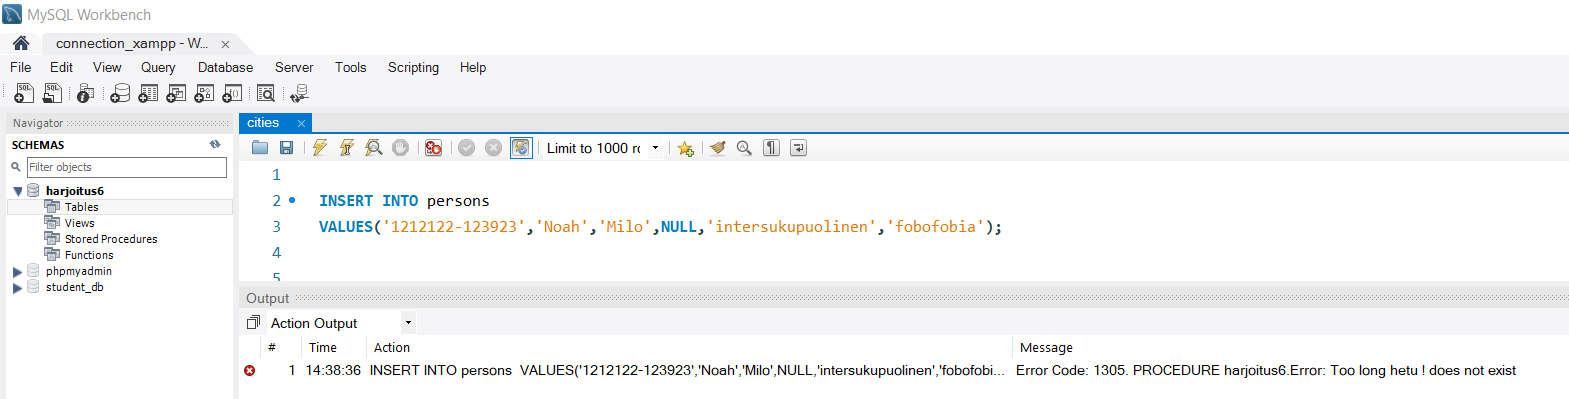 MySQL Workbench
connection_xampp - W... ×
File Edit View Query Database Server Tools Scripting Help
Navigator
SCHEMAS
Filter objects
harjoitus6
Tables
Views
Stored Procedures
Functions
phpmyadmin
student_db
cities ×
Limit to 1000 rc
1
2 INSERT INTO persons
3 VALUES('1212122-123923','Noah','Milo',NULL,'intersukupuolinen','fobofobia');
4
5
Output
Action Output
# Time Action Message
1 14:38:36 INSERT INTO persons VALUES('1212122-123923','Noah','Milo',NULL,'intersukupuolinen','fobofobi... Error Code: 1305. PROCEDURE harjoitus6.Error: Too long hetu ! does not exist